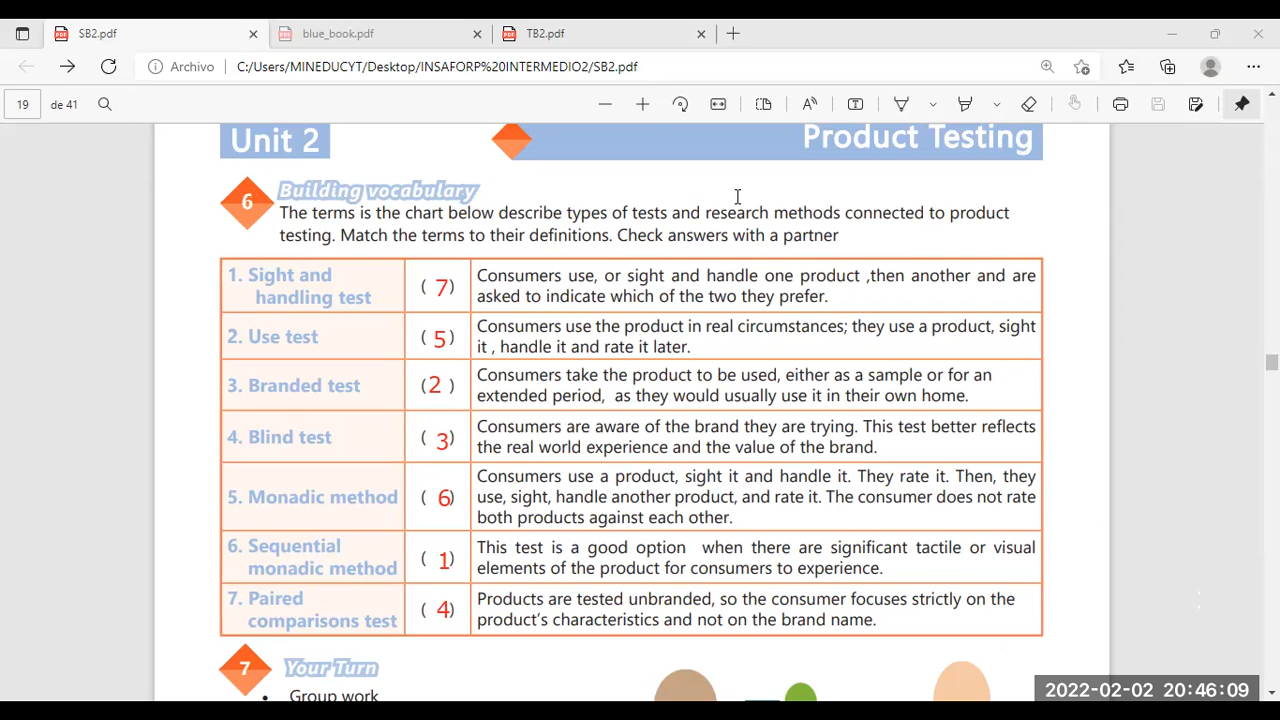 SB2.pdf
blue_book.pdf
TB2.pdf
Archivo
C:/Users/MINEDUCYT/Desktop/INSAFORP%20INTERMEDIO2/SB2.pdf
19 de 41
Unit 2
Product Testing
6
Building vocabulary
The terms is the chart below describe types of tests and research methods connected to product
testing. Match the terms to their definitions. Check answers with a partner
1. Sight and
handling test
( 7 )
Consumers use, or sight and handle one product ,then another and are
asked to indicate which of the two they prefer.
2. Use test
( 5 )
Consumers use the product in real circumstances; they use a product, sight
it , handle it and rate it later.
3. Branded test
( 2 )
Consumers take the product to be used, either as a sample or for an
extended period, as they would usually use it in their own home.
4. Blind test
( 3 )
Consumers are aware of the brand they are trying. This test better reflects
the real world experience and the value of the brand.
5. Monadic method
( 6 )
Consumers use a product, sight it and handle it. They rate it. Then, they
use, sight, handle another product, and rate it. The consumer does not rate
both products against each other.
6. Sequential
monadic method
( 1 )
This test is a good option when there are significant tactile or visual
elements of the product for consumers to experience.
7. Paired
comparisons test
( 4 )
Products are tested unbranded, so the consumer focuses strictly on the
product's characteristics and not on the brand name.
7
Your Turn
• Group work
2022-02-02 20:46:09